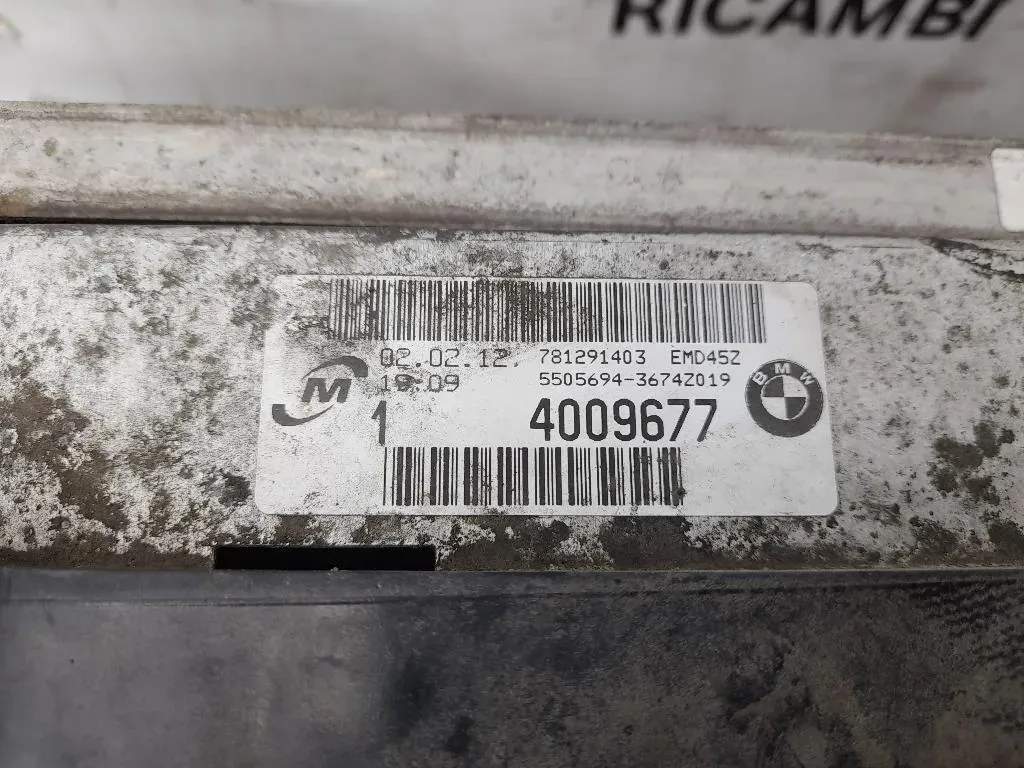 RICAMBI
02.02.12. 781291403 EMD45Z
19:09 5505694-3674Z019
M
1 4009677
BMW